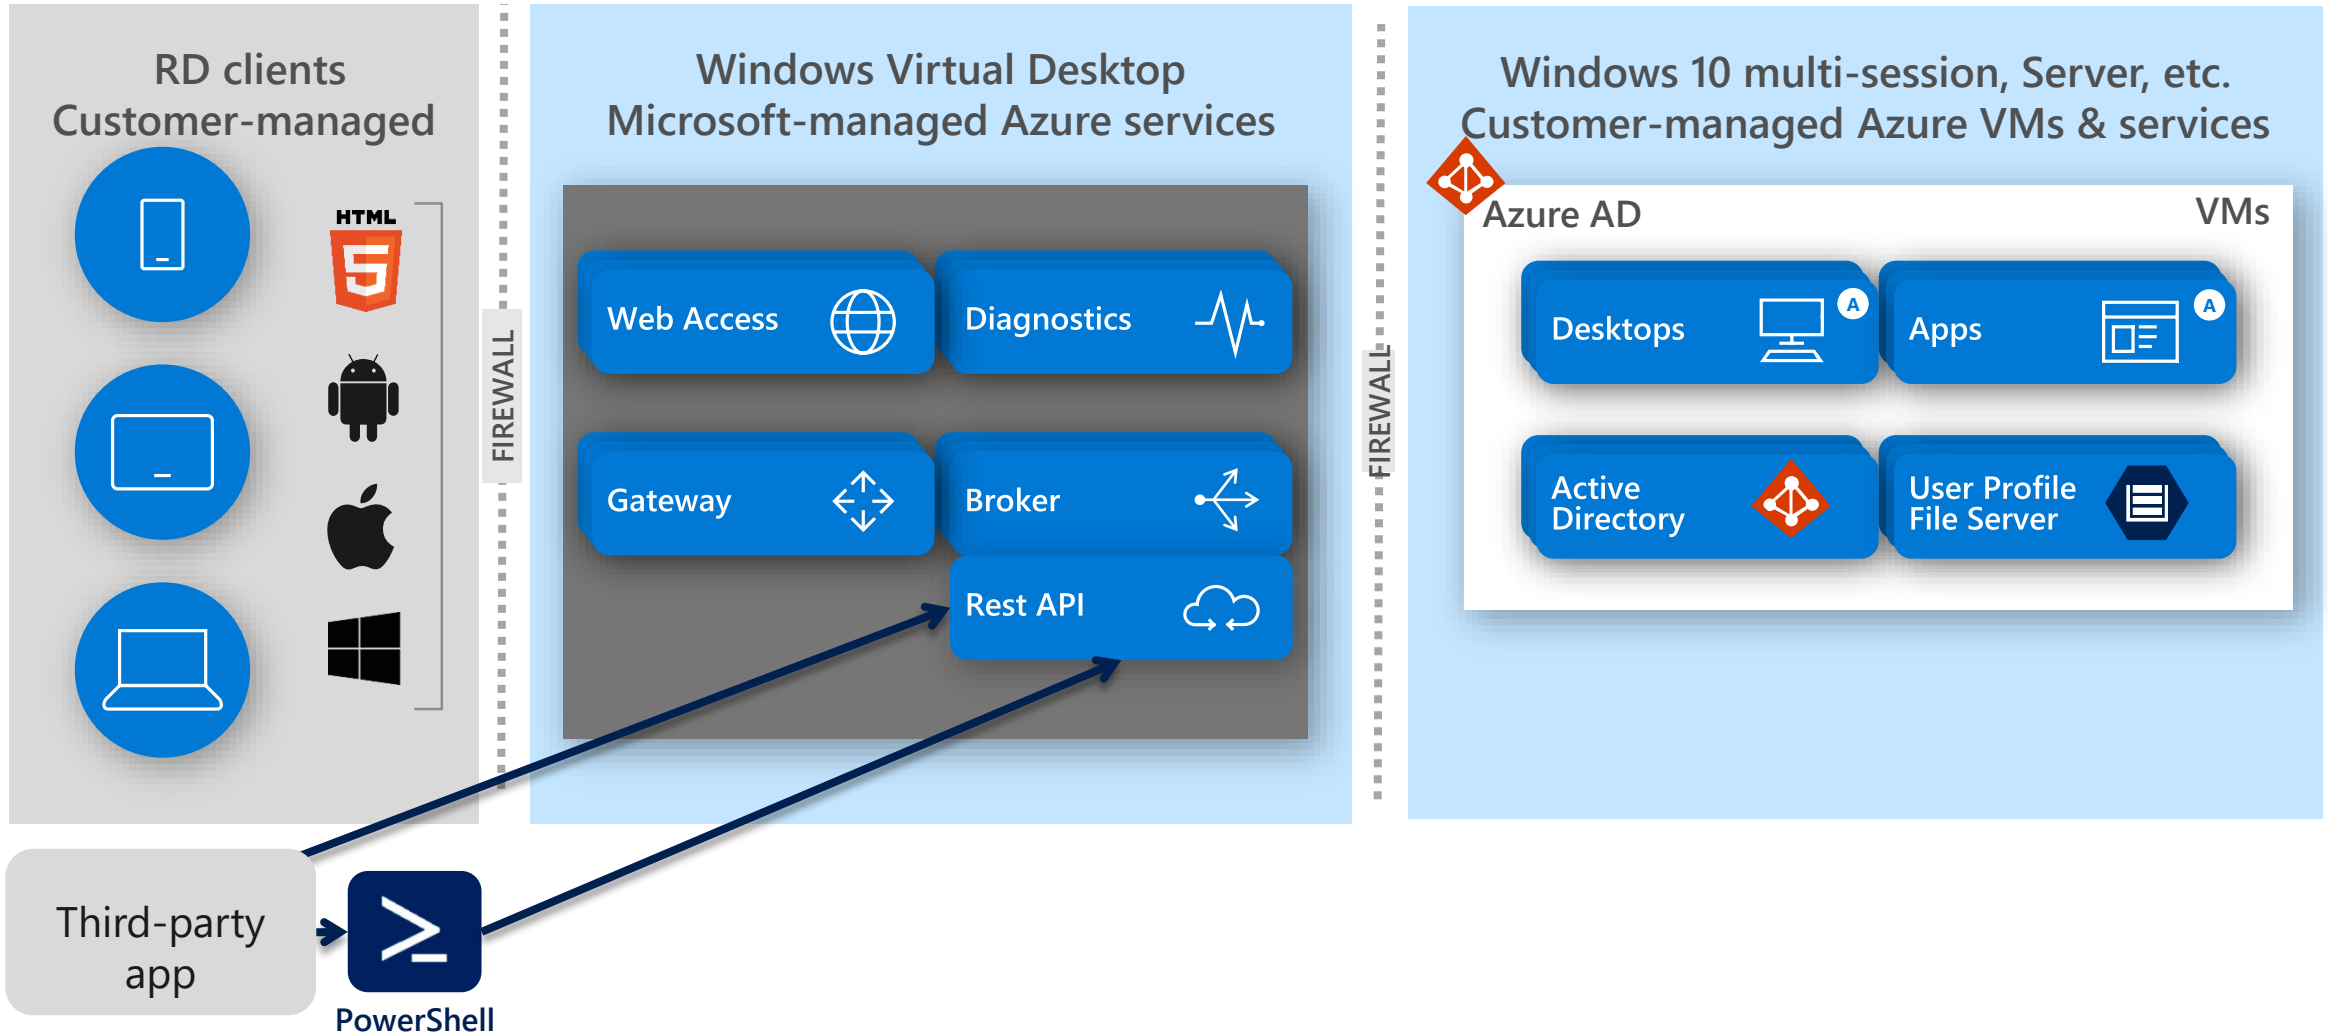 RD clients
Customer-managed
HTML
5
FIREWALL
Windows Virtual Desktop
Microsoft-managed Azure services
Web Access
Diagnostics
Gateway
Broker
Rest API
FIREWALL
Windows 10 multi-session, Server, etc.
Customer-managed Azure VMs & services
Azure AD
VMs
Desktops
A
Apps
A
Active
Directory
User Profile
File Server
Third-party
app
PowerShell